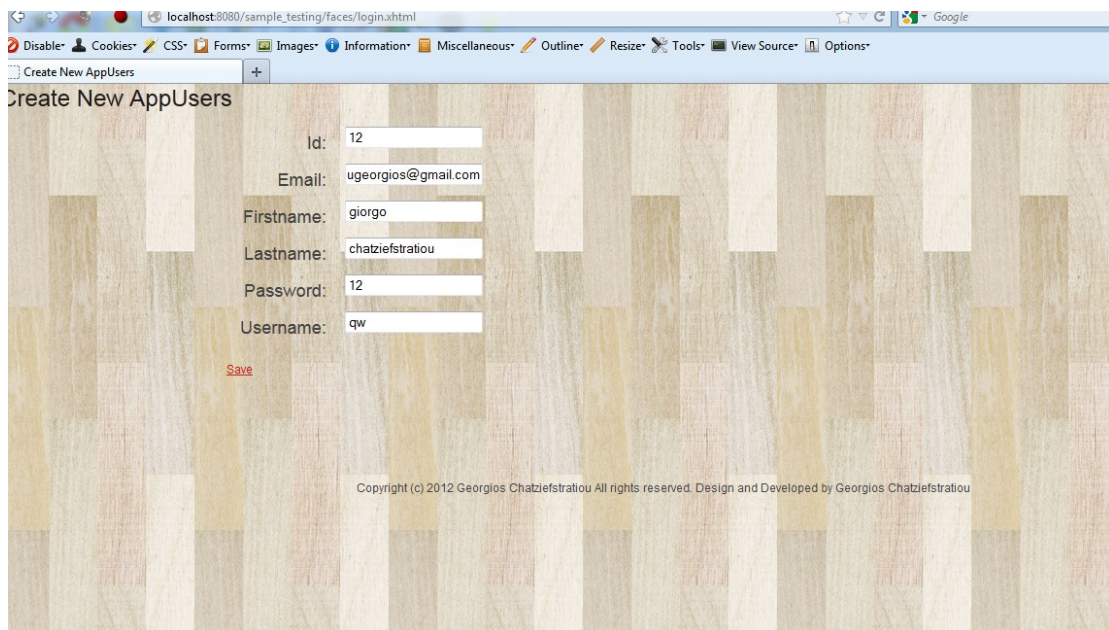 localhost:8080/sample_testing/faces/login.xhtml Google
Disable Cookies CSS Forms Images Information Miscellaneous Outline Resize Tools View Source Options
Create New AppUsers +
Create New AppUsers
Id: 12
Email: ugeorgios@gmail.com
Firstname: giorgo
Lastname: chatziefstratiou
Password: 12
Username: qw
Save
Copyright (c) 2012 Georgios Chatziefstratiou All rights reserved. Design and Developed by Georgios Chatziefstratiou